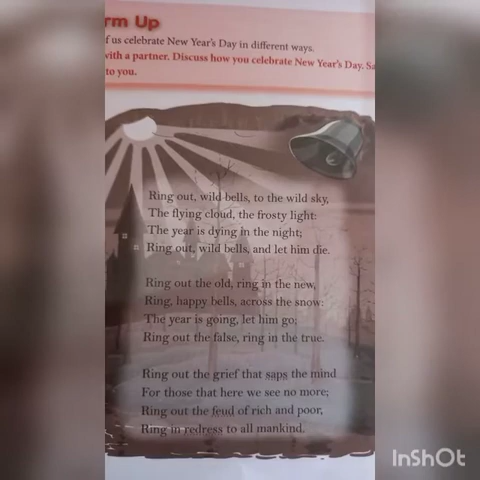 rm Up
f us celebrate New Year's Day in different ways.
with a partner. Discuss how you celebrate New Year's Day. Sa
to you.
Ring out, wild bells, to the wild sky,
The flying cloud, the frosty light:
The year is dying in the night;
Ring out, wild bells, and let him die.
Ring out the old, ring in the new,
Ring, happy bells, across the snow:
The year is going, let him go;
Ring out the false, ring in the true.
Ring out the grief that saps the mind
For those that here we see no more;
Ring out the feud of rich and poor,
Ring in redress to all mankind.
InShOt